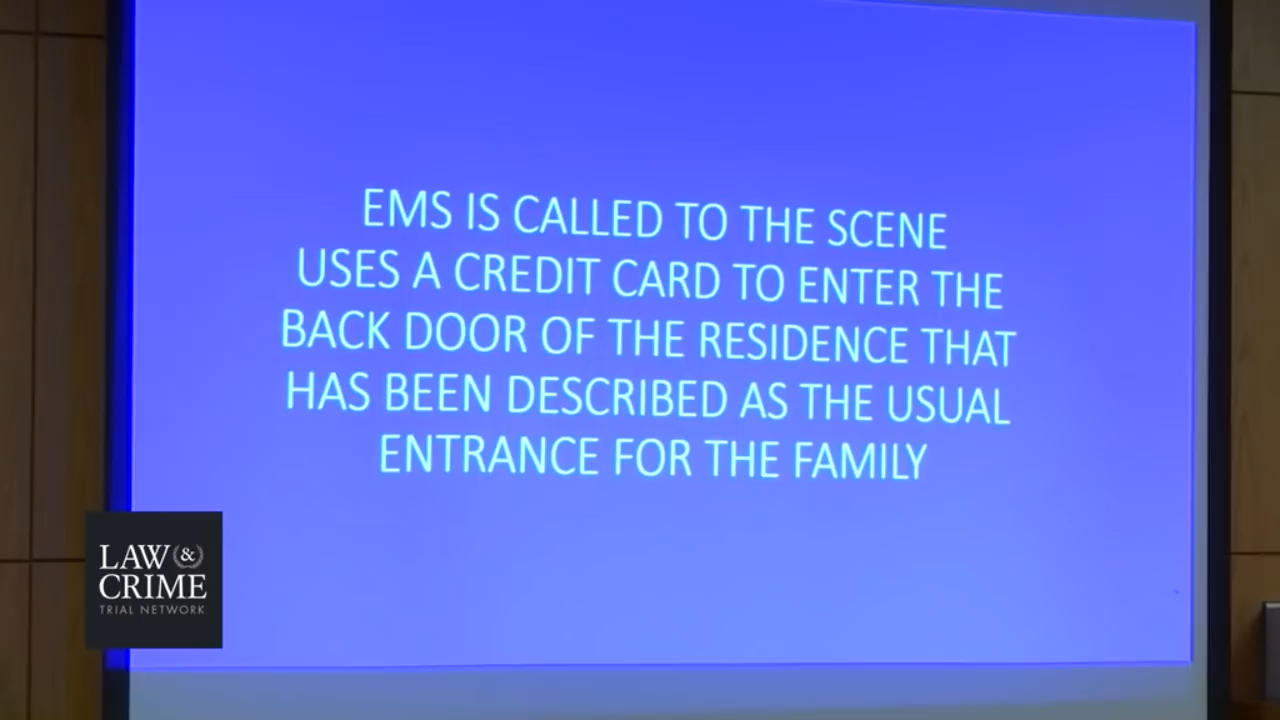 EMS IS CALLED TO THE SCENE
USES A CREDIT CARD TO ENTER THE
BACK DOOR OF THE RESIDENCE THAT
HAS BEEN DESCRIBED AS THE USUAL
ENTRANCE FOR THE FAMILY
LAW &
CRIME
TRIAL NETWORK